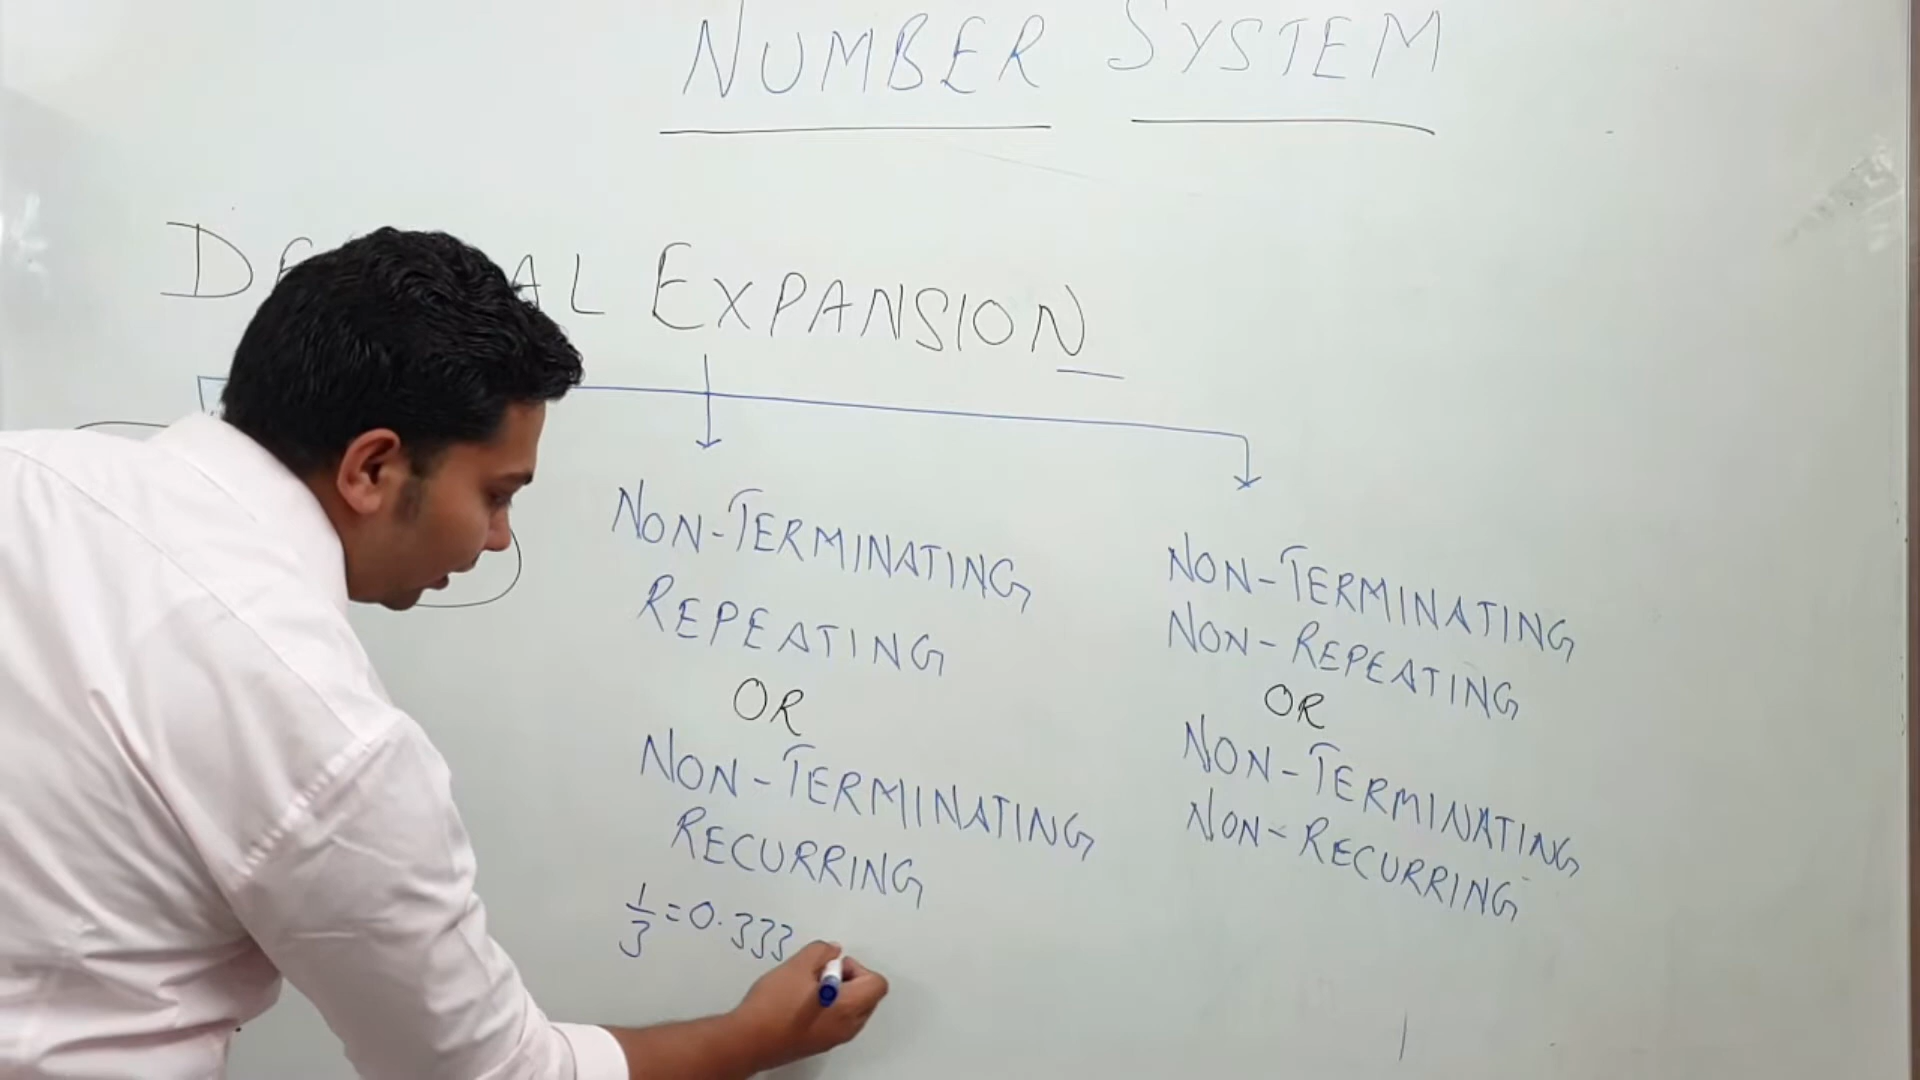 NUMBER SYSTEM
EXPANSION
NON-TERMINATING
REPEATING
OR
NON-TERMINATING
RECURRING
1/3 = 0.333
NON-TERMINATING
NON-REPEATING
OR
NON-TERMINATING
NON-RECURRING